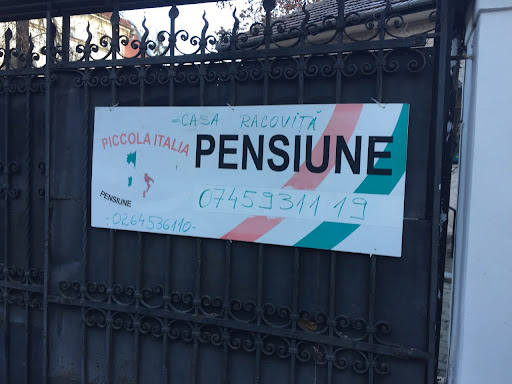 -CASA RACOVIȚĂ
PICCOLA ITALIA
PENSIUNE
0745931119
PENSIUNE
-0264536110-